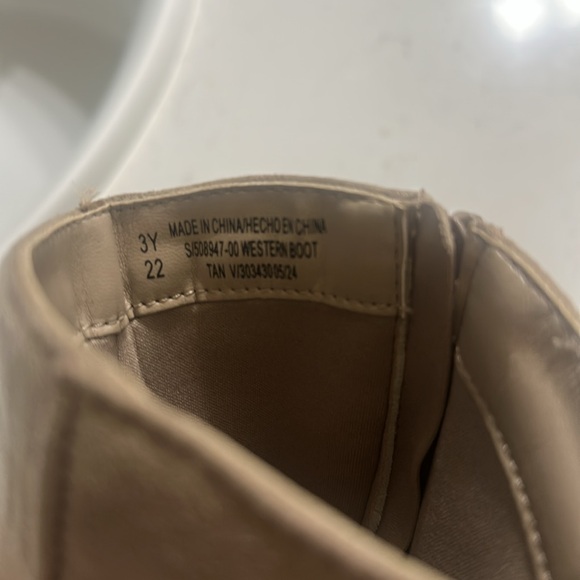 3Y
22
MADE IN CHINA/HECHO EN CHINA
S/508947-00 WESTERN BOOT
TAN V/30343005/24